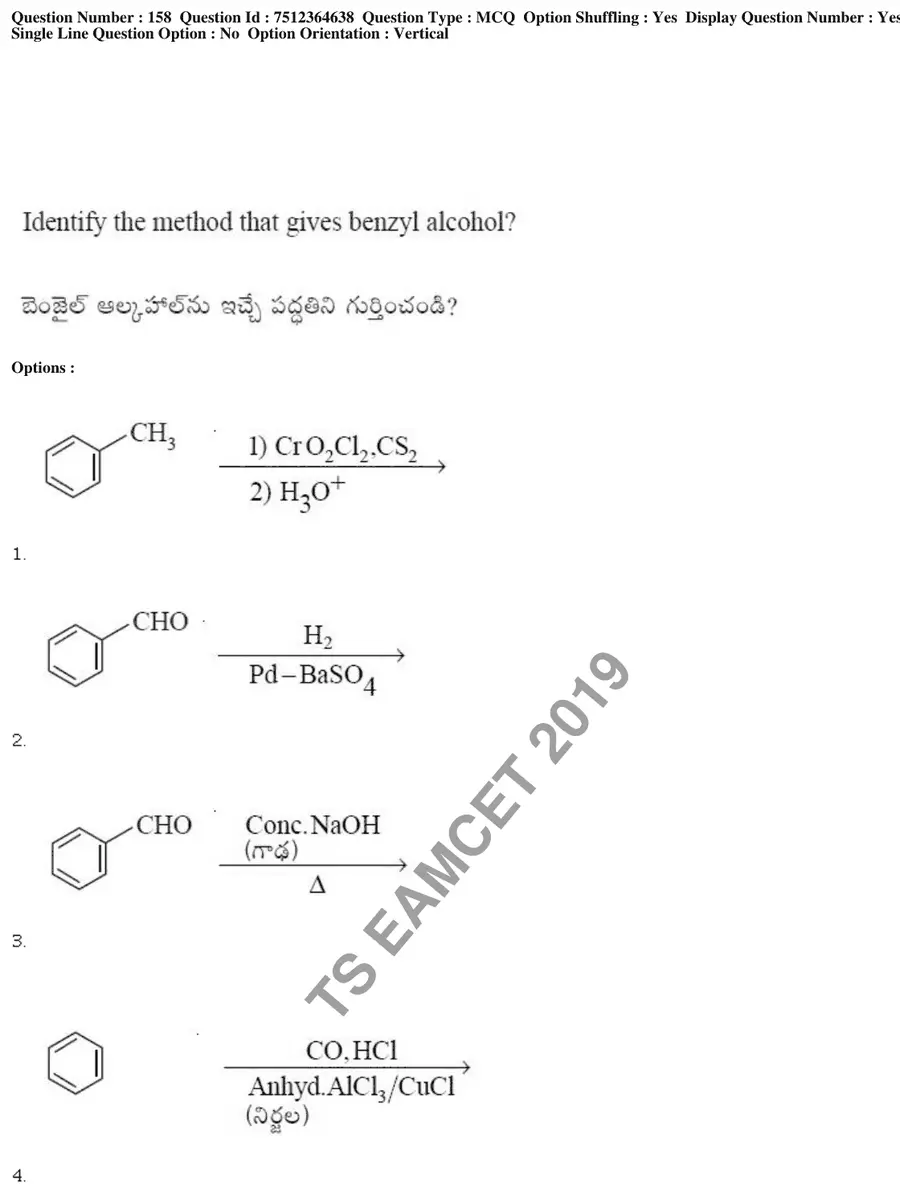 Question Number : 158 Question Id : 7512364638 Question Type : MCQ Option Shuffling : Yes Display Question Number : Yes
Single Line Question Option : No Option Orientation : Vertical
Identify the method that gives benzyl alcohol?
బెంజైల్ ఆల్కహాల్‌ను ఇచ్చే పద్ధతిని గుర్తించండి?
Options :
CH₃
1) CrO₂Cl₂,CS₂
2) H₃O⁺
1.
CHO
H₂
Pd–BaSO₄
2.
CHO
Conc.NaOH
(గాఢ)
Δ
3.
CO,HCl
Anhyd.AlCl₃/CuCl
(నిర్జల)
4.
TS EAMCET 2019